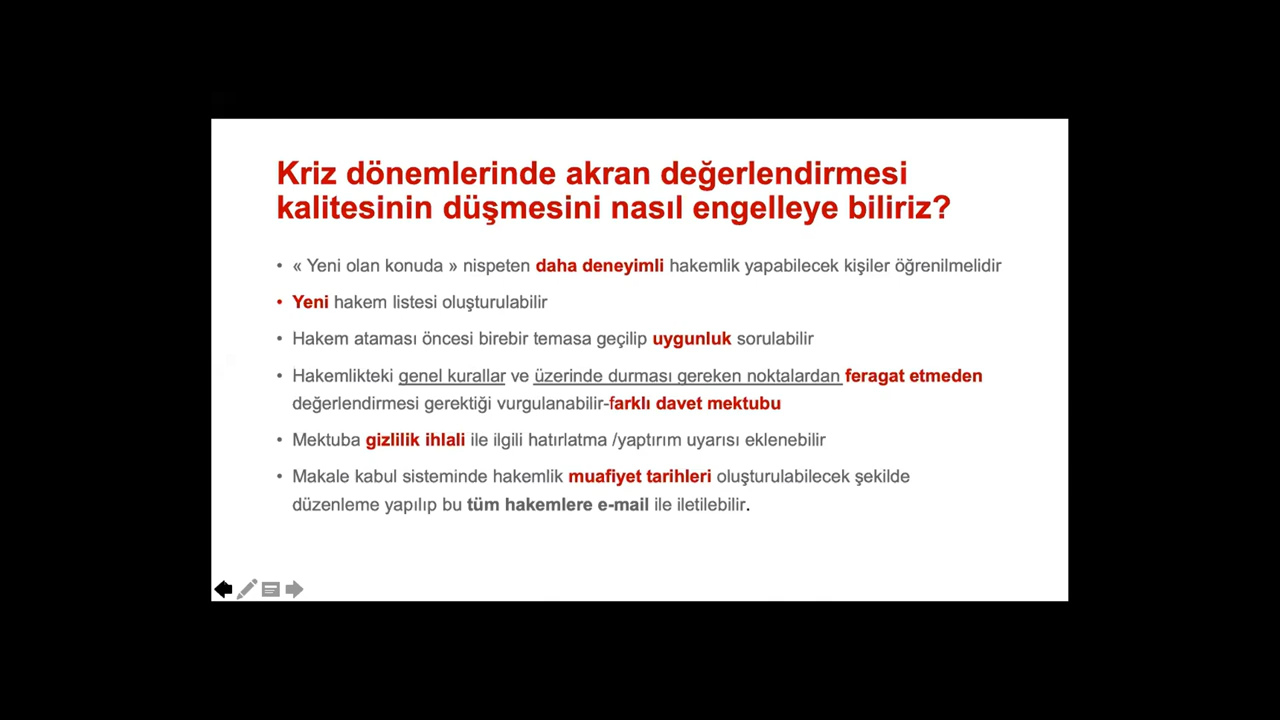 Kriz dönemlerinde akran değerlendirmesi
kalitesinin düşmesini nasıl engelleye biliriz?
• « Yeni olan konuda » nispeten daha deneyimli hakemlik yapabilecek kişiler öğrenilmelidir
• Yeni hakem listesi oluşturulabilir
• Hakem ataması öncesi birebir temasa geçilip uygunluk sorulabilir
• Hakemlikteki genel kurallar ve üzerinde durması gereken noktalardan feragat etmeden
değerlendirmesi gerektiği vurgulanabilir-farklı davet mektubu
• Mektuba gizlilik ihlali ile ilgili hatırlatma /yaptırım uyarısı eklenebilir
• Makale kabul sisteminde hakemlik muafiyet tarihleri oluşturulabilecek şekilde
düzenleme yapılıp bu tüm hakemlere e-mail ile iletilebilir.